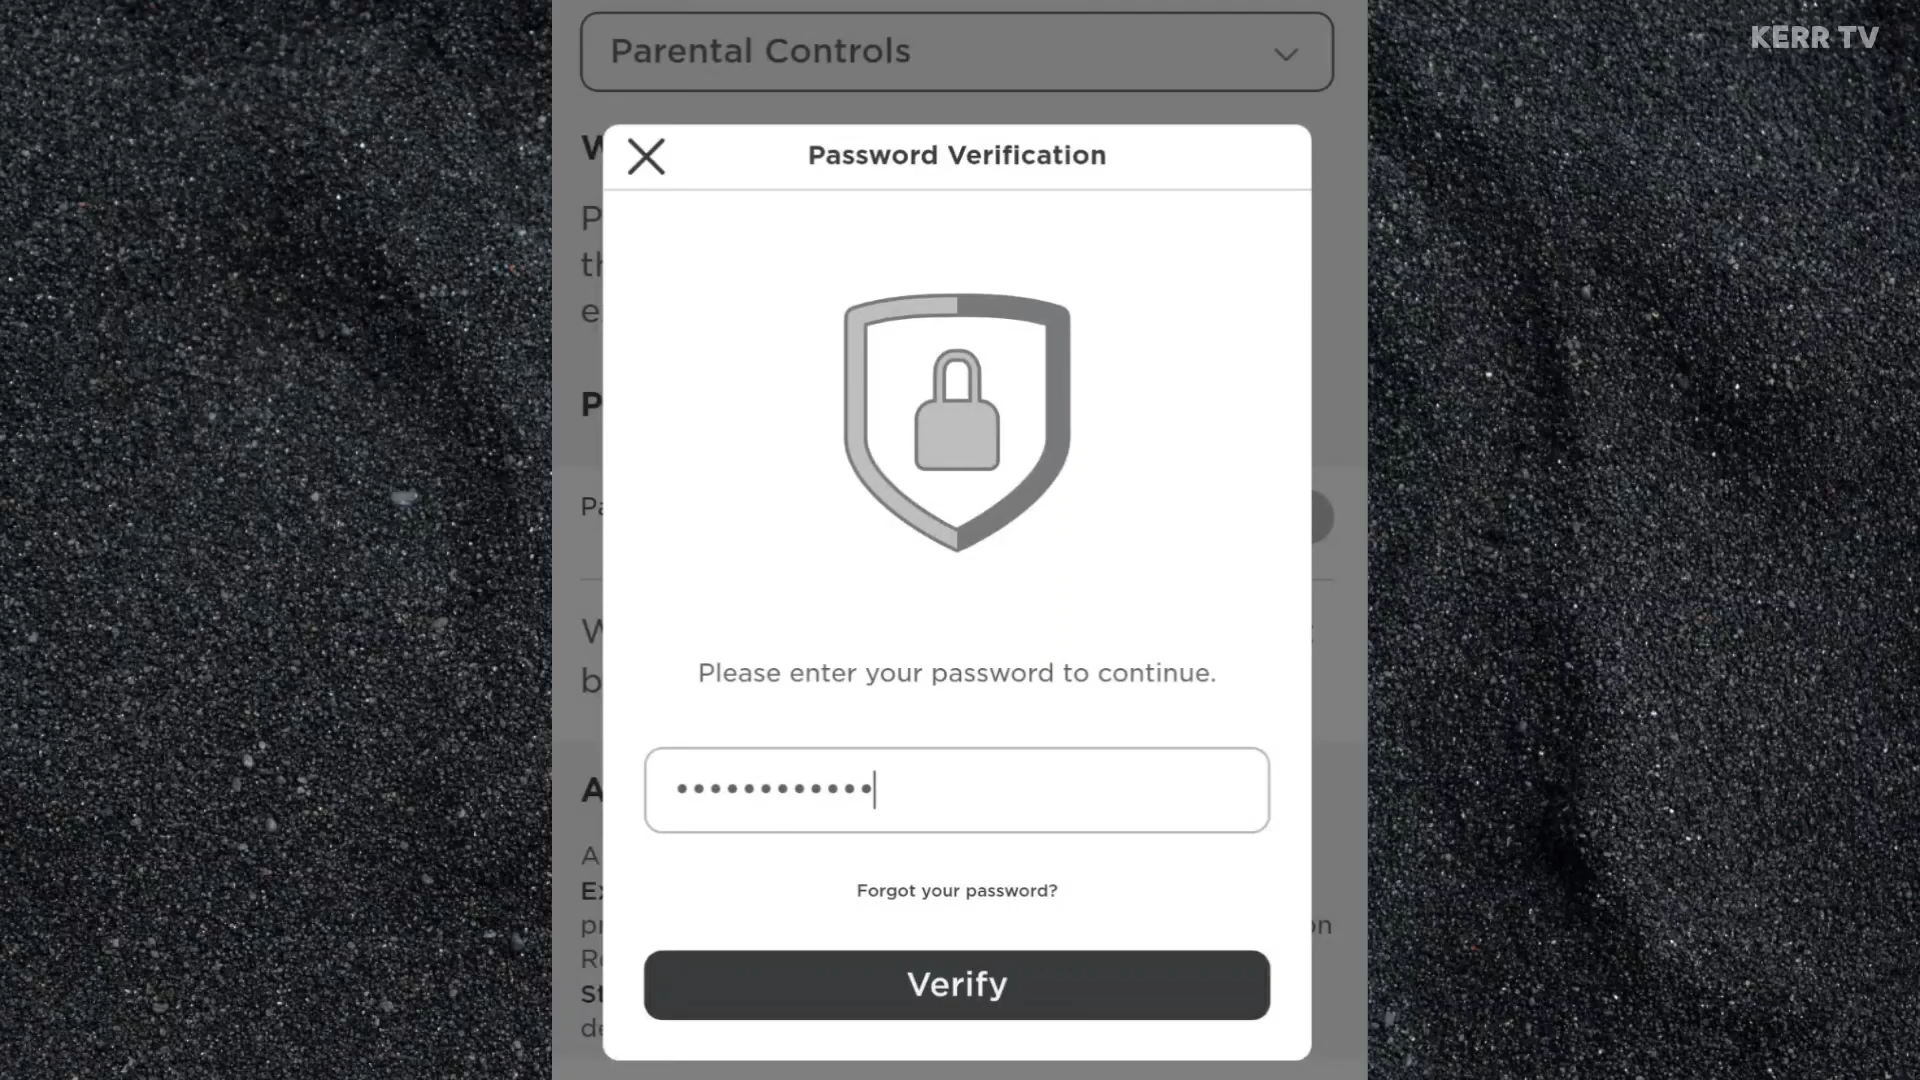 Parental Controls
KERR TV
Password Verification
Please enter your password to continue.
••••••••••••
Forgot your password?
Verify